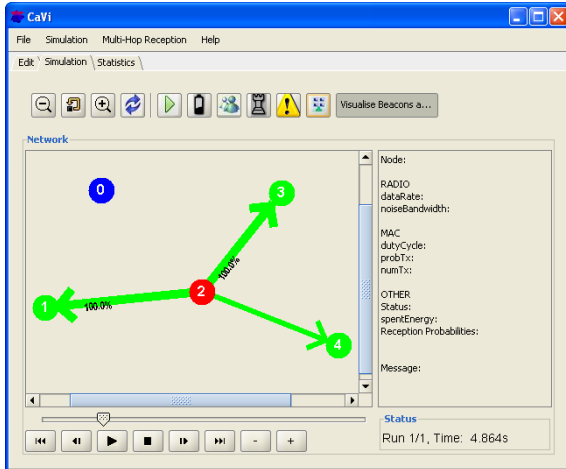 CaVi
File Simulation Multi-Hop Reception Help
Edit Simulation Statistics
Visualise Beacons a...
Network
0
3
100.0%
2
1
100.0%
4
Node:
RADIO
dataRate:
noiseBandwidth:
MAC
dutyCycle:
probTx:
numTx:
OTHER
Status:
spentEnergy:
Reception Probabilities:
Message:
- +
Status
Run 1/1, Time: 4.864s